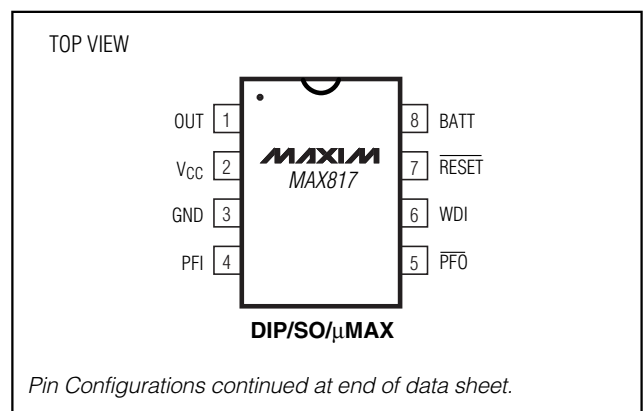 TOP VIEW
OUT 1
8 BATT
VCC 2
MAXIM
7 RESET
MAX817
GND 3
6 WDI
PFI 4
5 PFO
DIP/SO/µMAX
Pin Configurations continued at end of data sheet.